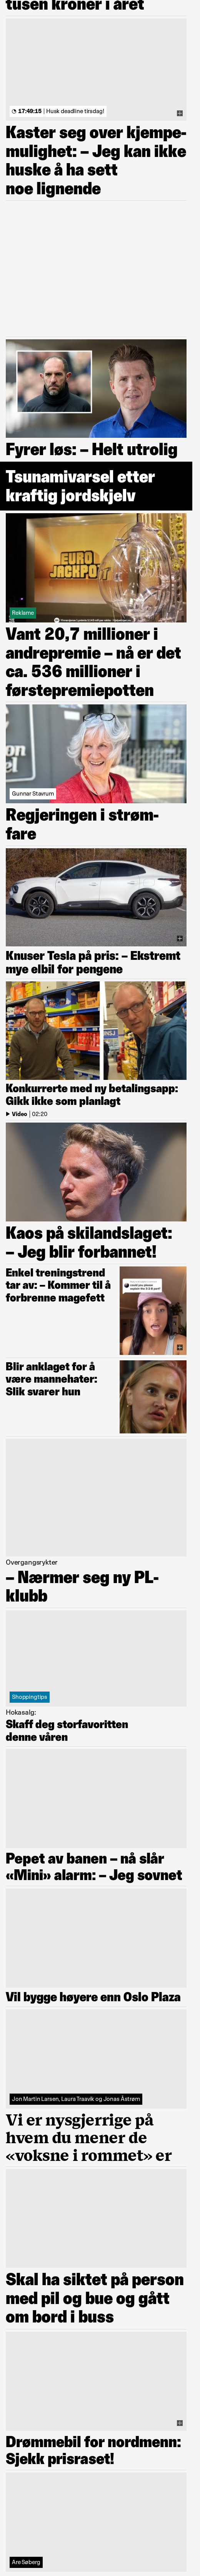 tusen kroner i året
17:49:15 | Husk deadline tirsdag!
Kaster seg over kjempe-
mulighet: – Jeg kan ikke
huske å ha sett
noe lignende
Fyrer løs: – Helt utrolig
Tsunamivarsel etter
kraftig jordskjelv
EURO
JACKPOT
Reklame
Vant 20,7 millioner i
andrepremie – nå er det
ca. 536 millioner i
førstepremiepotten
Gunnar Stavrum
Regjeringen i strøm-
fare
Knuser Tesla på pris: – Ekstremt
mye elbil for pengene
Konkurrerte med ny betalingsapp:
Gikk ikke som planlagt
Video | 02:20
Kaos på skilandslaget:
– Jeg blir forbannet!
Enkel treningstrend
tar av: – Kommer til å
forbrenne magefett
Blir anklaget for å
være mannehater:
Slik svarer hun
Overgangsrykter
– Nærmer seg ny PL-
klubb
Shoppingtips
Hokasalg:
Skaff deg storfavoritten
denne våren
Pepet av banen – nå slår
«Mini» alarm: – Jeg sovnet
Vil bygge høyere enn Oslo Plaza
Jon Martin Larsen, Laura Traavik og Jonas Åstrøm
Vi er nysgjerrige på
hvem du mener de
«voksne i rommet» er
Skal ha siktet på person
med pil og bue og gått
om bord i buss
Drømmebil for nordmenn:
Sjekk prisraset!
Are Søberg